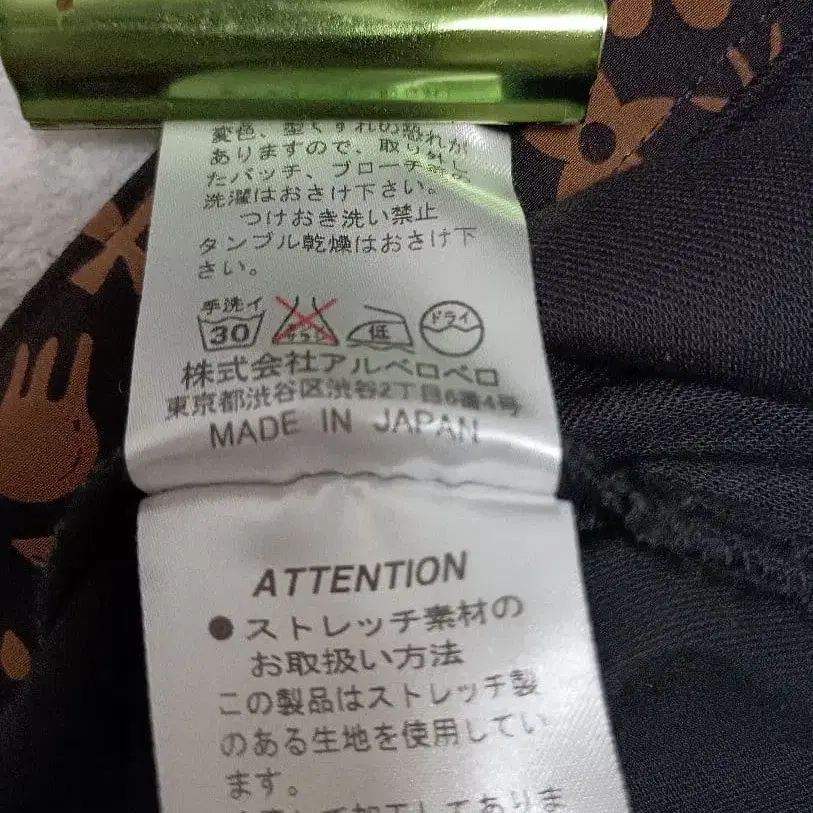 変色、型くずれの恐れが
ありますので、取り外し
たバッチ、ブローチ等の
洗濯はおさけ下さい。
つけおき洗い禁止
タンブル乾燥はおさけ下
さい。
手洗イ 30 低 ドライ
株式会社アルベロベロ
東京都渋谷区渋谷2丁目6番4号
MADE IN JAPAN
ATTENTION
●ストレッチ素材の
お取扱い方法
この製品はストレッチ製
のある生地を使用してい
ます。
してありま